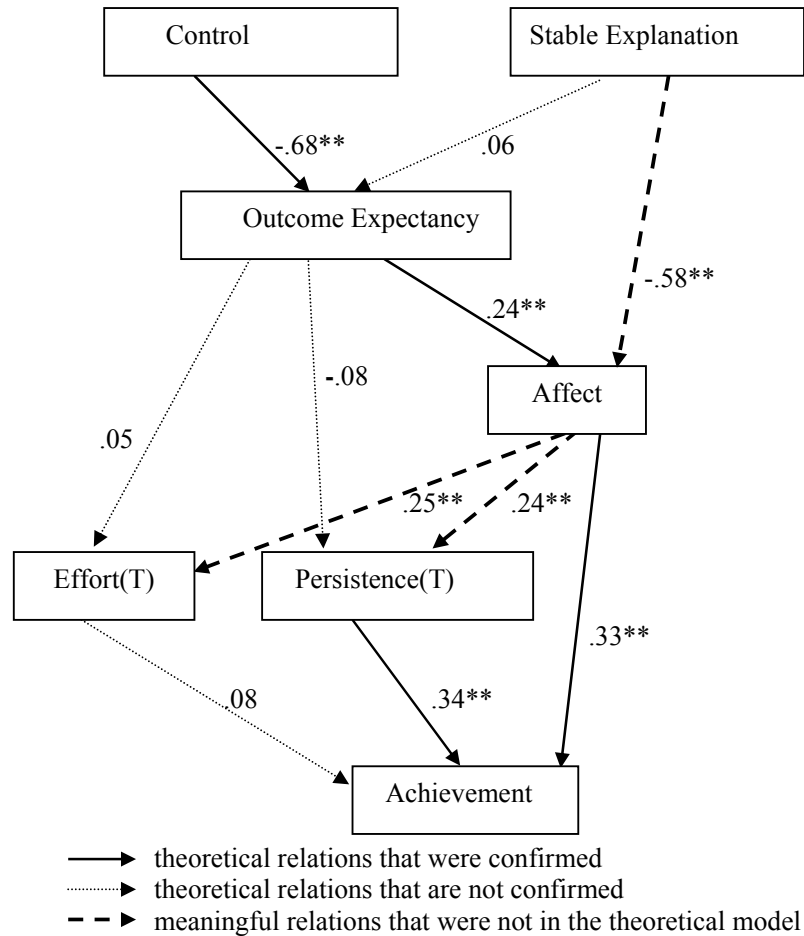 Control
Stable Explanation
-.68**
.06
Outcome Expectancy
-.58**
.24**
-.08
Affect
.05
.25**
.24**
Effort(T)
Persistence(T)
.33**
.08
.34**
Achievement
theoretical relations that were confirmed
theoretical relations that are not confirmed
meaningful relations that were not in the theoretical model